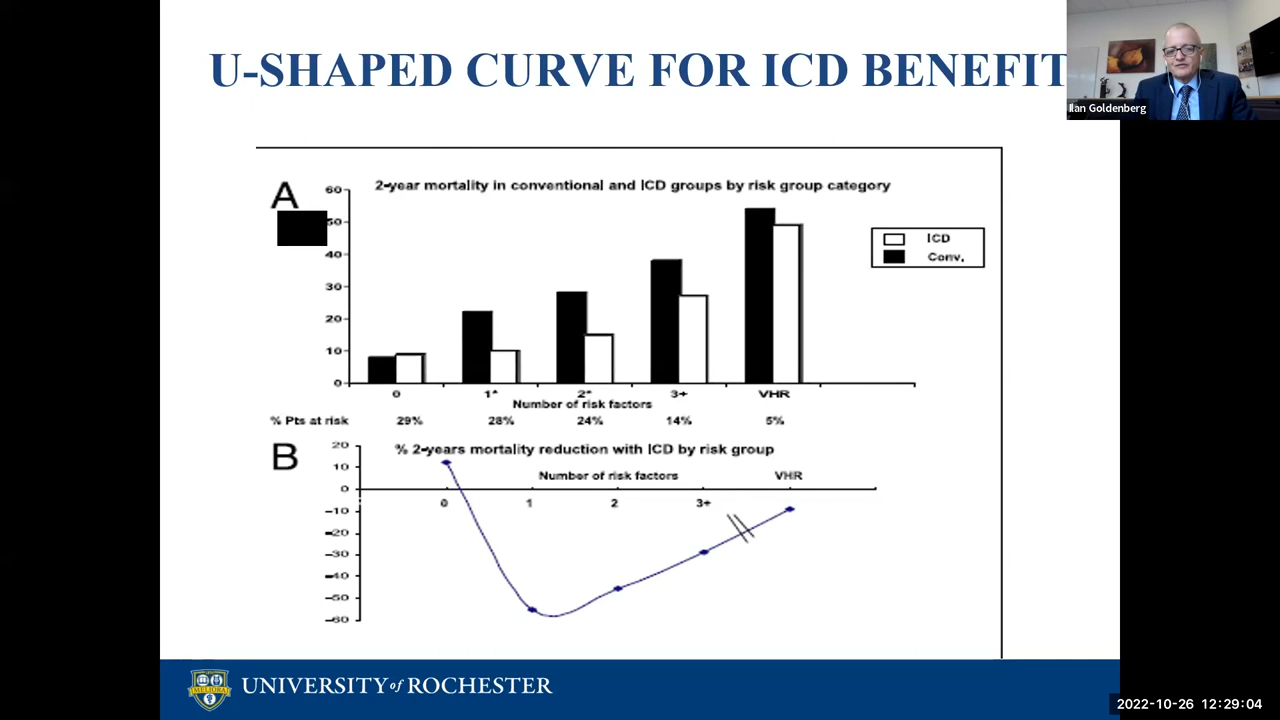 U-SHAPED CURVE FOR ICD BENEFIT
Ilan Goldenberg
A
2-year mortality in conventional and ICD groups by risk group category
60
50
40
30
20
10
0
ICD
Conv.
0 1* 2* 3+ VHR
Number of risk factors
% Pts at risk 29% 28% 24% 14% 5%
B
% 2-years mortality reduction with ICD by risk group
Number of risk factors VHR
20
10
0
-10
-20
-30
-40
-50
-60
0 1 2 3+
MELIORA
UNIVERSITY of ROCHESTER
2022-10-26 12:29:04